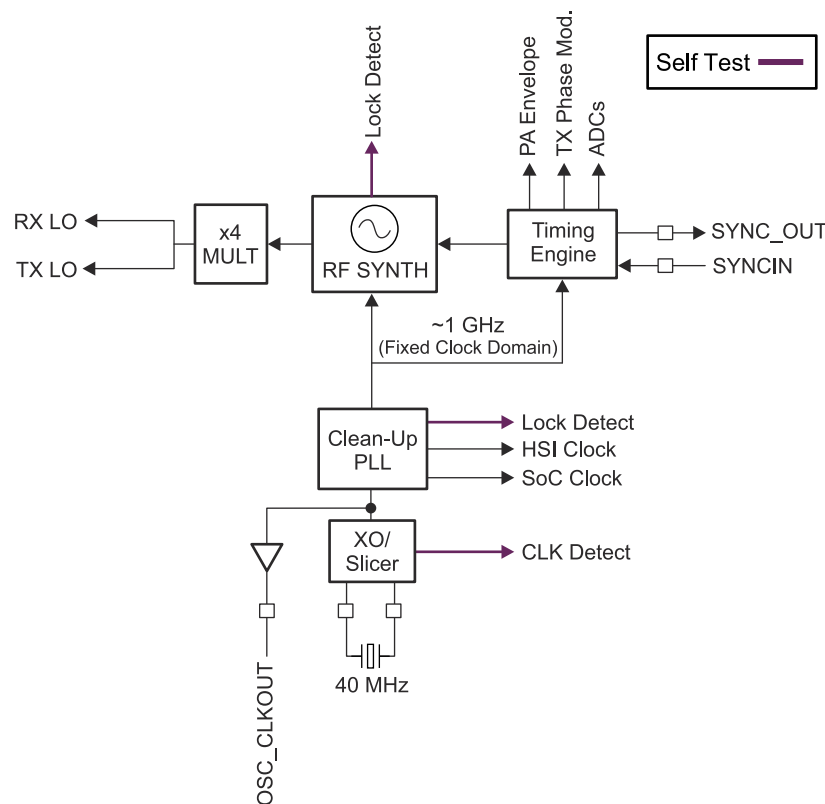 Self Test
Lock Detect
PA Envelope
TX Phase Mod.
ADCs
RX LO
TX LO
x4
MULT
RF SYNTH
Timing
Engine
SYNC_OUT
SYNCIN
~1 GHz
(Fixed Clock Domain)
Clean-Up
PLL
Lock Detect
HSI Clock
SoC Clock
XO/
Slicer
CLK Detect
40 MHz
OSC_CLKOUT